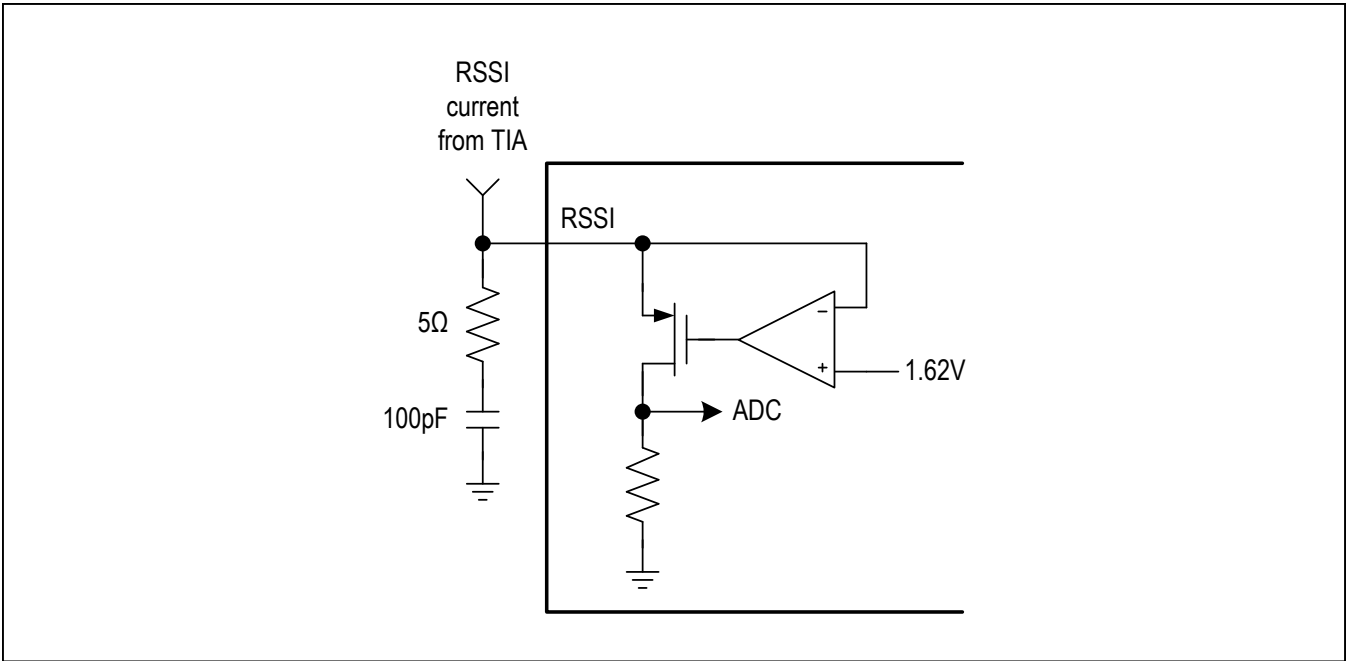 RSSI
current
from TIA
RSSI
5Ω
100pF
-
+
1.62V
ADC